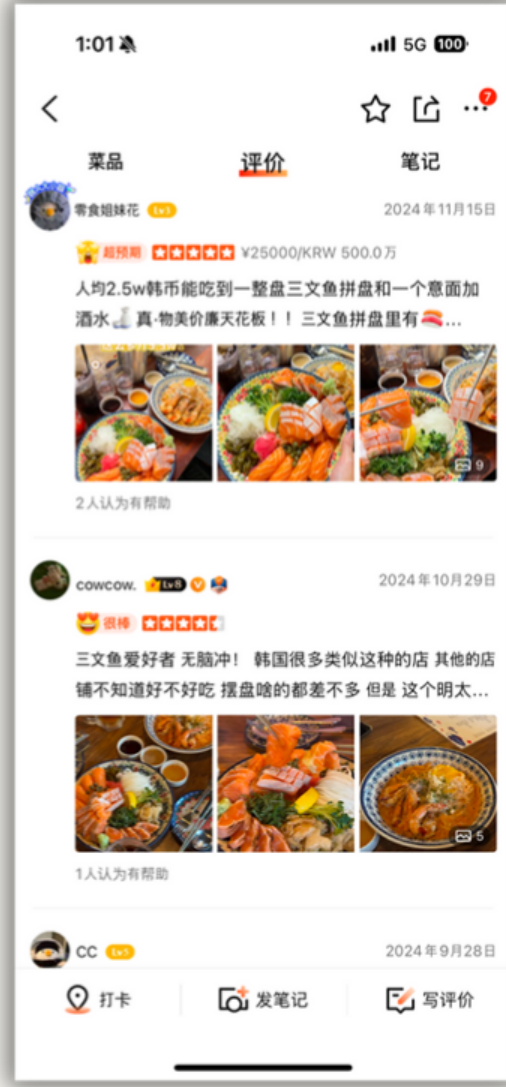 1:01
5G 100
7
菜品 评价 笔记
零食姐妹花 Lv5 2024年11月15日
超预期 ¥25000/KRW 500.0万
人均2.5w韩币能吃到一整盘三文鱼拼盘和一个意面加
酒水🦢真·物美价廉天花板！！三文鱼拼盘里有🍣...
9
2人认为有帮助
cowcow. Lv8 2024年10月29日
很棒
三文鱼爱好者 无脑冲！ 韩国很多类似这种的店 其他的店
铺不知道好不好吃 摆盘啥的都差不多 但是 这个明太...
5
1人认为有帮助
CC Lv5 2024年9月28日
打卡 发笔记 写评价